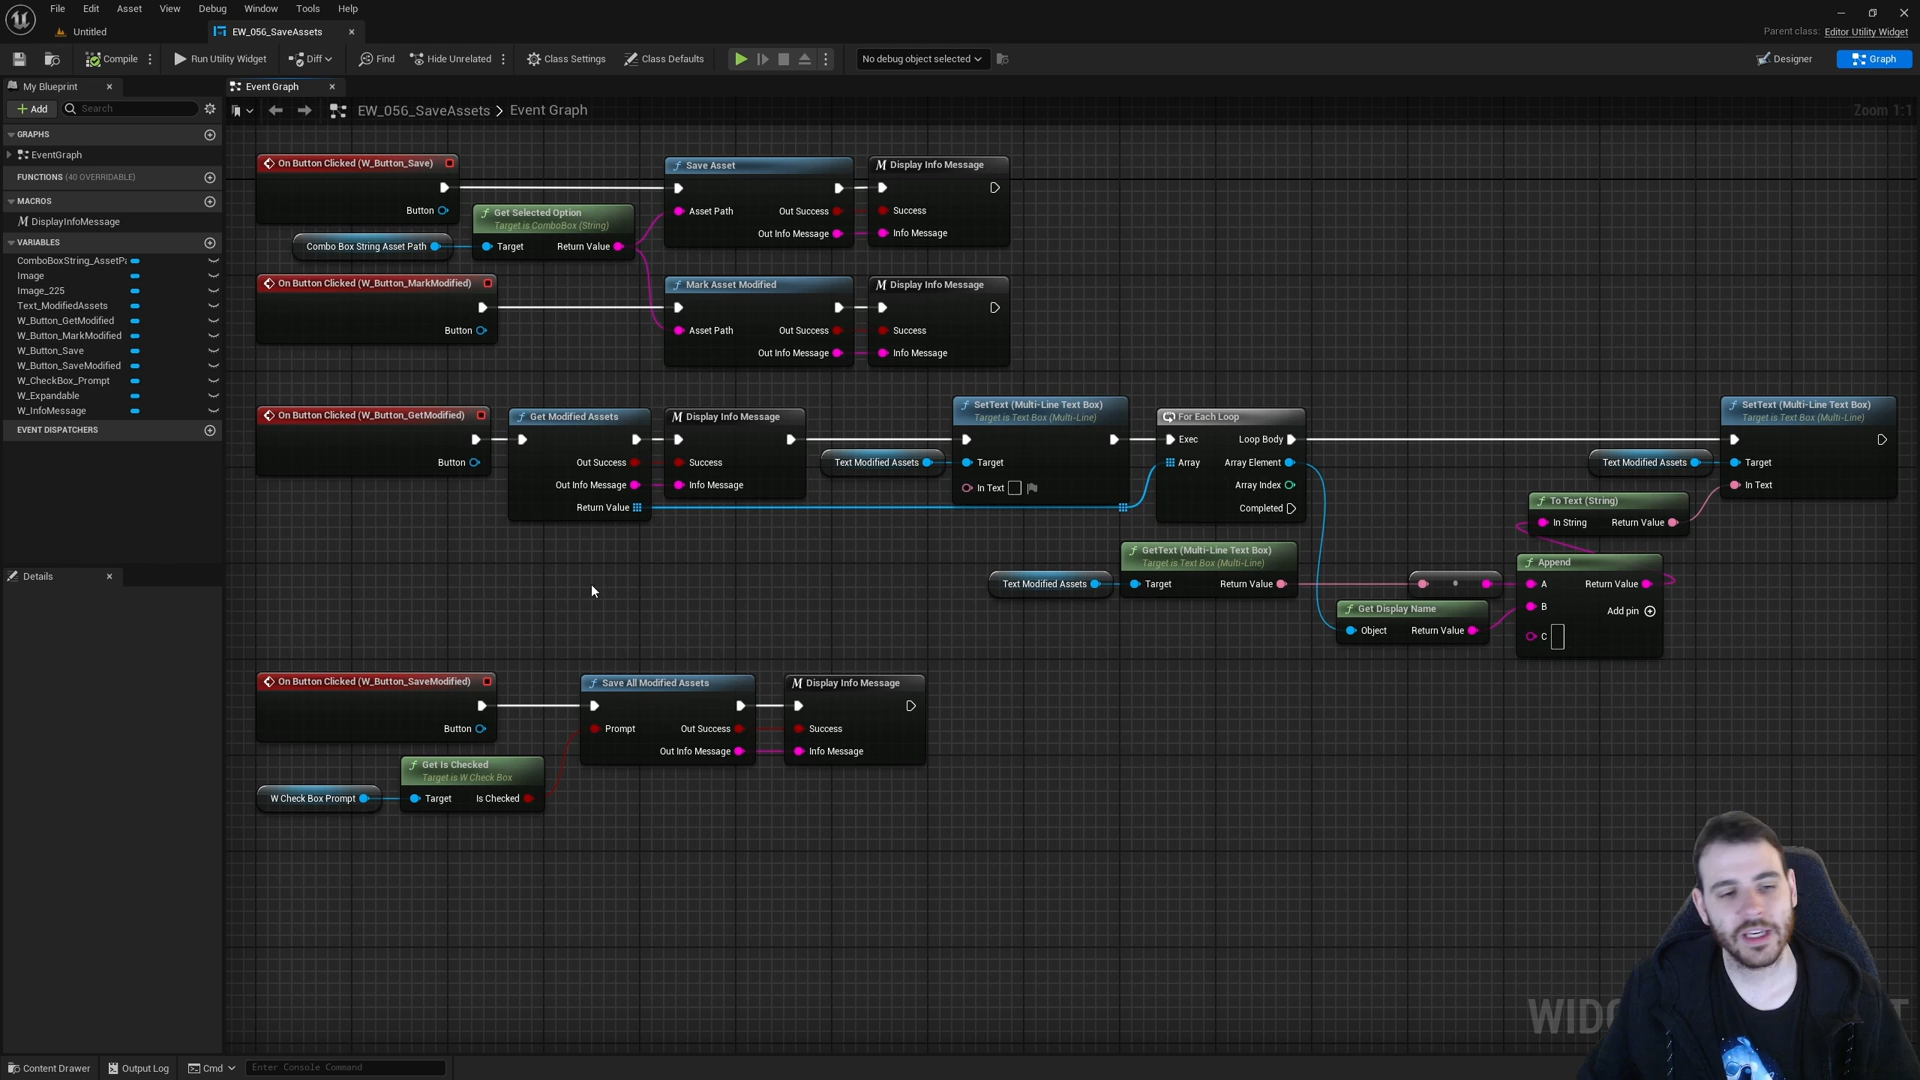 File Edit Asset View Debug Window Tools Help
Untitled
EW_056_SaveAssets
Parent class: Editor Utility Widget
Compile
Run Utility Widget
Diff
Find
Hide Unrelated
Class Settings
Class Defaults
No debug object selected
Designer
Graph
My Blueprint
Event Graph
Add
Search
EW_056_SaveAssets > Event Graph
Zoom 1:1
GRAPHS
EventGraph
FUNCTIONS (40 OVERRIDABLE)
MACROS
DisplayInfoMessage
VARIABLES
ComboBoxString_AssetPa
Image
Image_225
Text_ModifiedAssets
W_Button_GetModified
W_Button_MarkModified
W_Button_Save
W_Button_SaveModified
W_CheckBox_Prompt
W_Expandable
W_InfoMessage
EVENT DISPATCHERS
Details
On Button Clicked (W_Button_Save)
Button
Combo Box String Asset Path
Get Selected Option
Target is ComboBox (String)
Target Return Value
Save Asset
Asset Path Out Success
Out Info Message
Display Info Message
Success
Info Message
On Button Clicked (W_Button_MarkModified)
Button
Mark Asset Modified
Asset Path Out Success
Out Info Message
Display Info Message
Success
Info Message
On Button Clicked (W_Button_GetModified)
Button
Get Modified Assets
Out Success
Out Info Message
Return Value
Display Info Message
Success
Info Message
Text Modified Assets
SetText (Multi-Line Text Box)
Target is Text Box (Multi-Line)
Target
In Text
For Each Loop
Exec Loop Body
Array Array Element
Array Index
Completed
Text Modified Assets
SetText (Multi-Line Text Box)
Target is Text Box (Multi-Line)
Target
In Text
To Text (String)
In String Return Value
Text Modified Assets
GetText (Multi-Line Text Box)
Target is Text Box (Multi-Line)
Target Return Value
Get Display Name
Object Return Value
Append
A Return Value
B Add pin
C
On Button Clicked (W_Button_SaveModified)
Button
Save All Modified Assets
Prompt Out Success
Out Info Message
Display Info Message
Success
Info Message
W Check Box Prompt
Get Is Checked
Target is W Check Box
Target Is Checked
Content Drawer
Output Log
Cmd
Enter Console Command